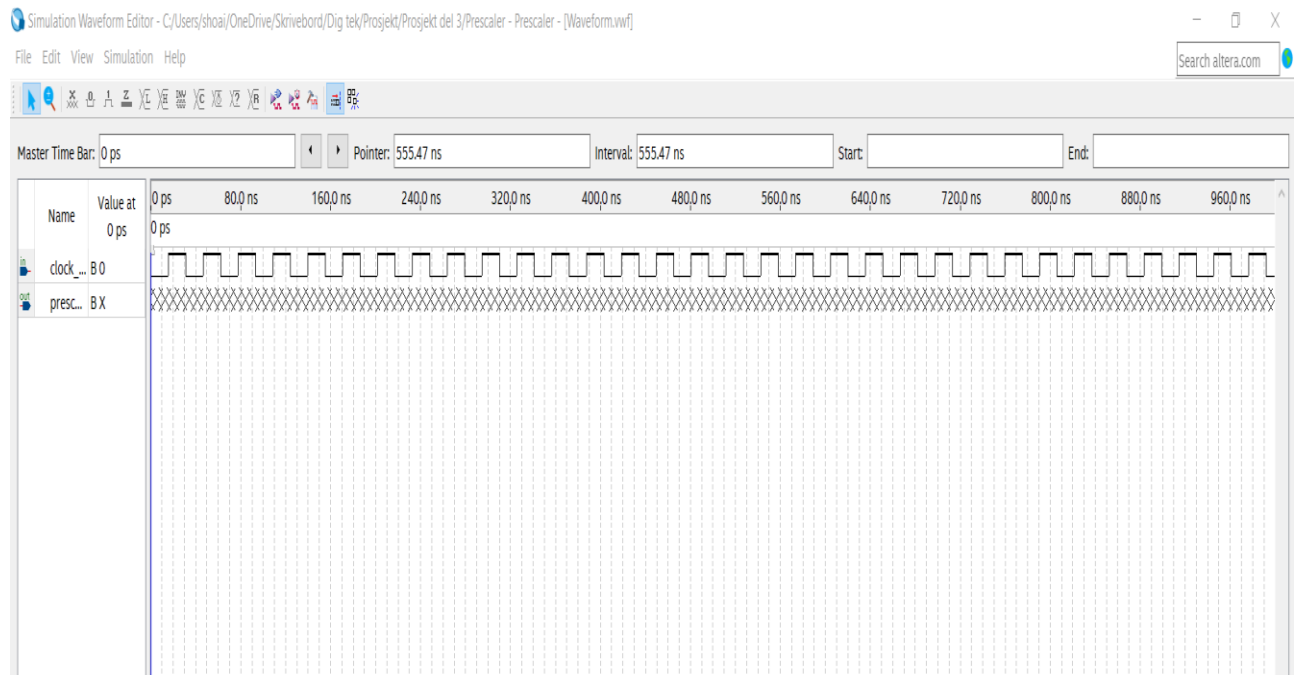 Simulation Waveform Editor - C:/Users/shoai/OneDrive/Skrivebord/Dig tek/Prosjekt/Prosjekt del 3/Prescaler - Prescaler - [Waveform.vwf]
File Edit View Simulation Help
Search altera.com
Master Time Bar: 0 ps Pointer: 555.47 ns Interval: 555.47 ns Start: End:
Name Value at 0 ps
0 ps 80.0 ns 160.0 ns 240.0 ns 320.0 ns 400.0 ns 480.0 ns 560.0 ns 640.0 ns 720.0 ns 800.0 ns 880.0 ns 960.0 ns
0 ps
in clock_... B 0
out presc... B X